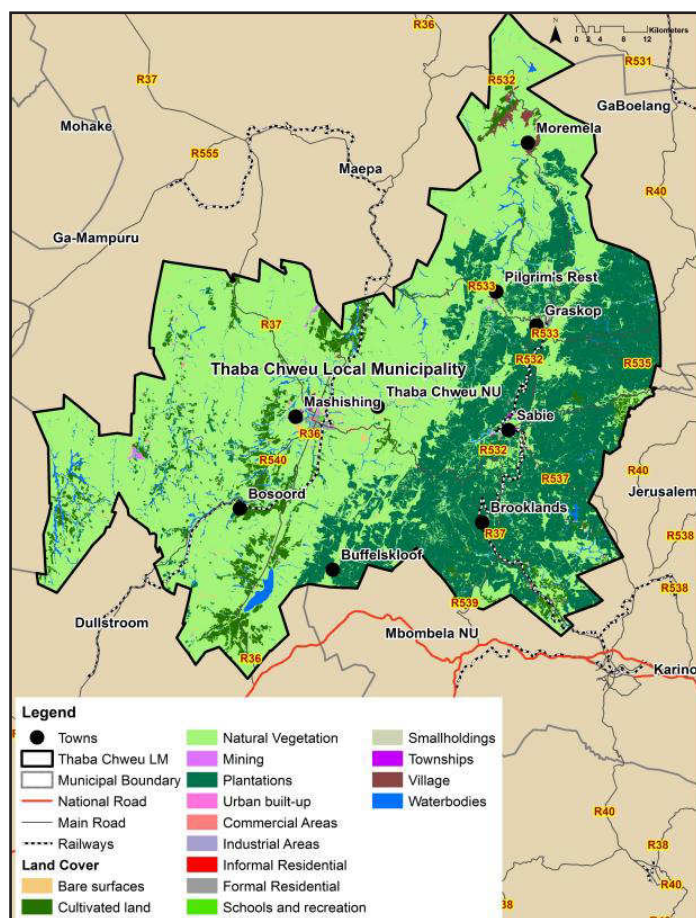 R36
Kilometers
0 2 4 8 12
N
R37
R532
R531
GaBoelang
Mohake
Moremela
R555
Maepa
R40
Ga-Mampuru
Pilgrim's Rest
R533
Graskop
R37
R533
R532
R535
Thaba Chweu Local Municipality
Thaba Chweu NU
Mashishing
R36
Sabie
R532
R540
R537
R40
Jerusalem
Bosoord
Brooklands
R37
R538
Buffelskloof
R538
R539
Dullstroom
Mbombela NU
R36
Karino
Legend
Towns
Thaba Chweu LM
Municipal Boundary
National Road
Main Road
Railways
Land Cover
Bare surfaces
Cultivated land
Natural Vegetation
Mining
Plantations
Urban built-up
Commercial Areas
Industrial Areas
Informal Residential
Formal Residential
Schools and recreation
Smallholdings
Townships
Village
Waterbodies
R40
R38
R40